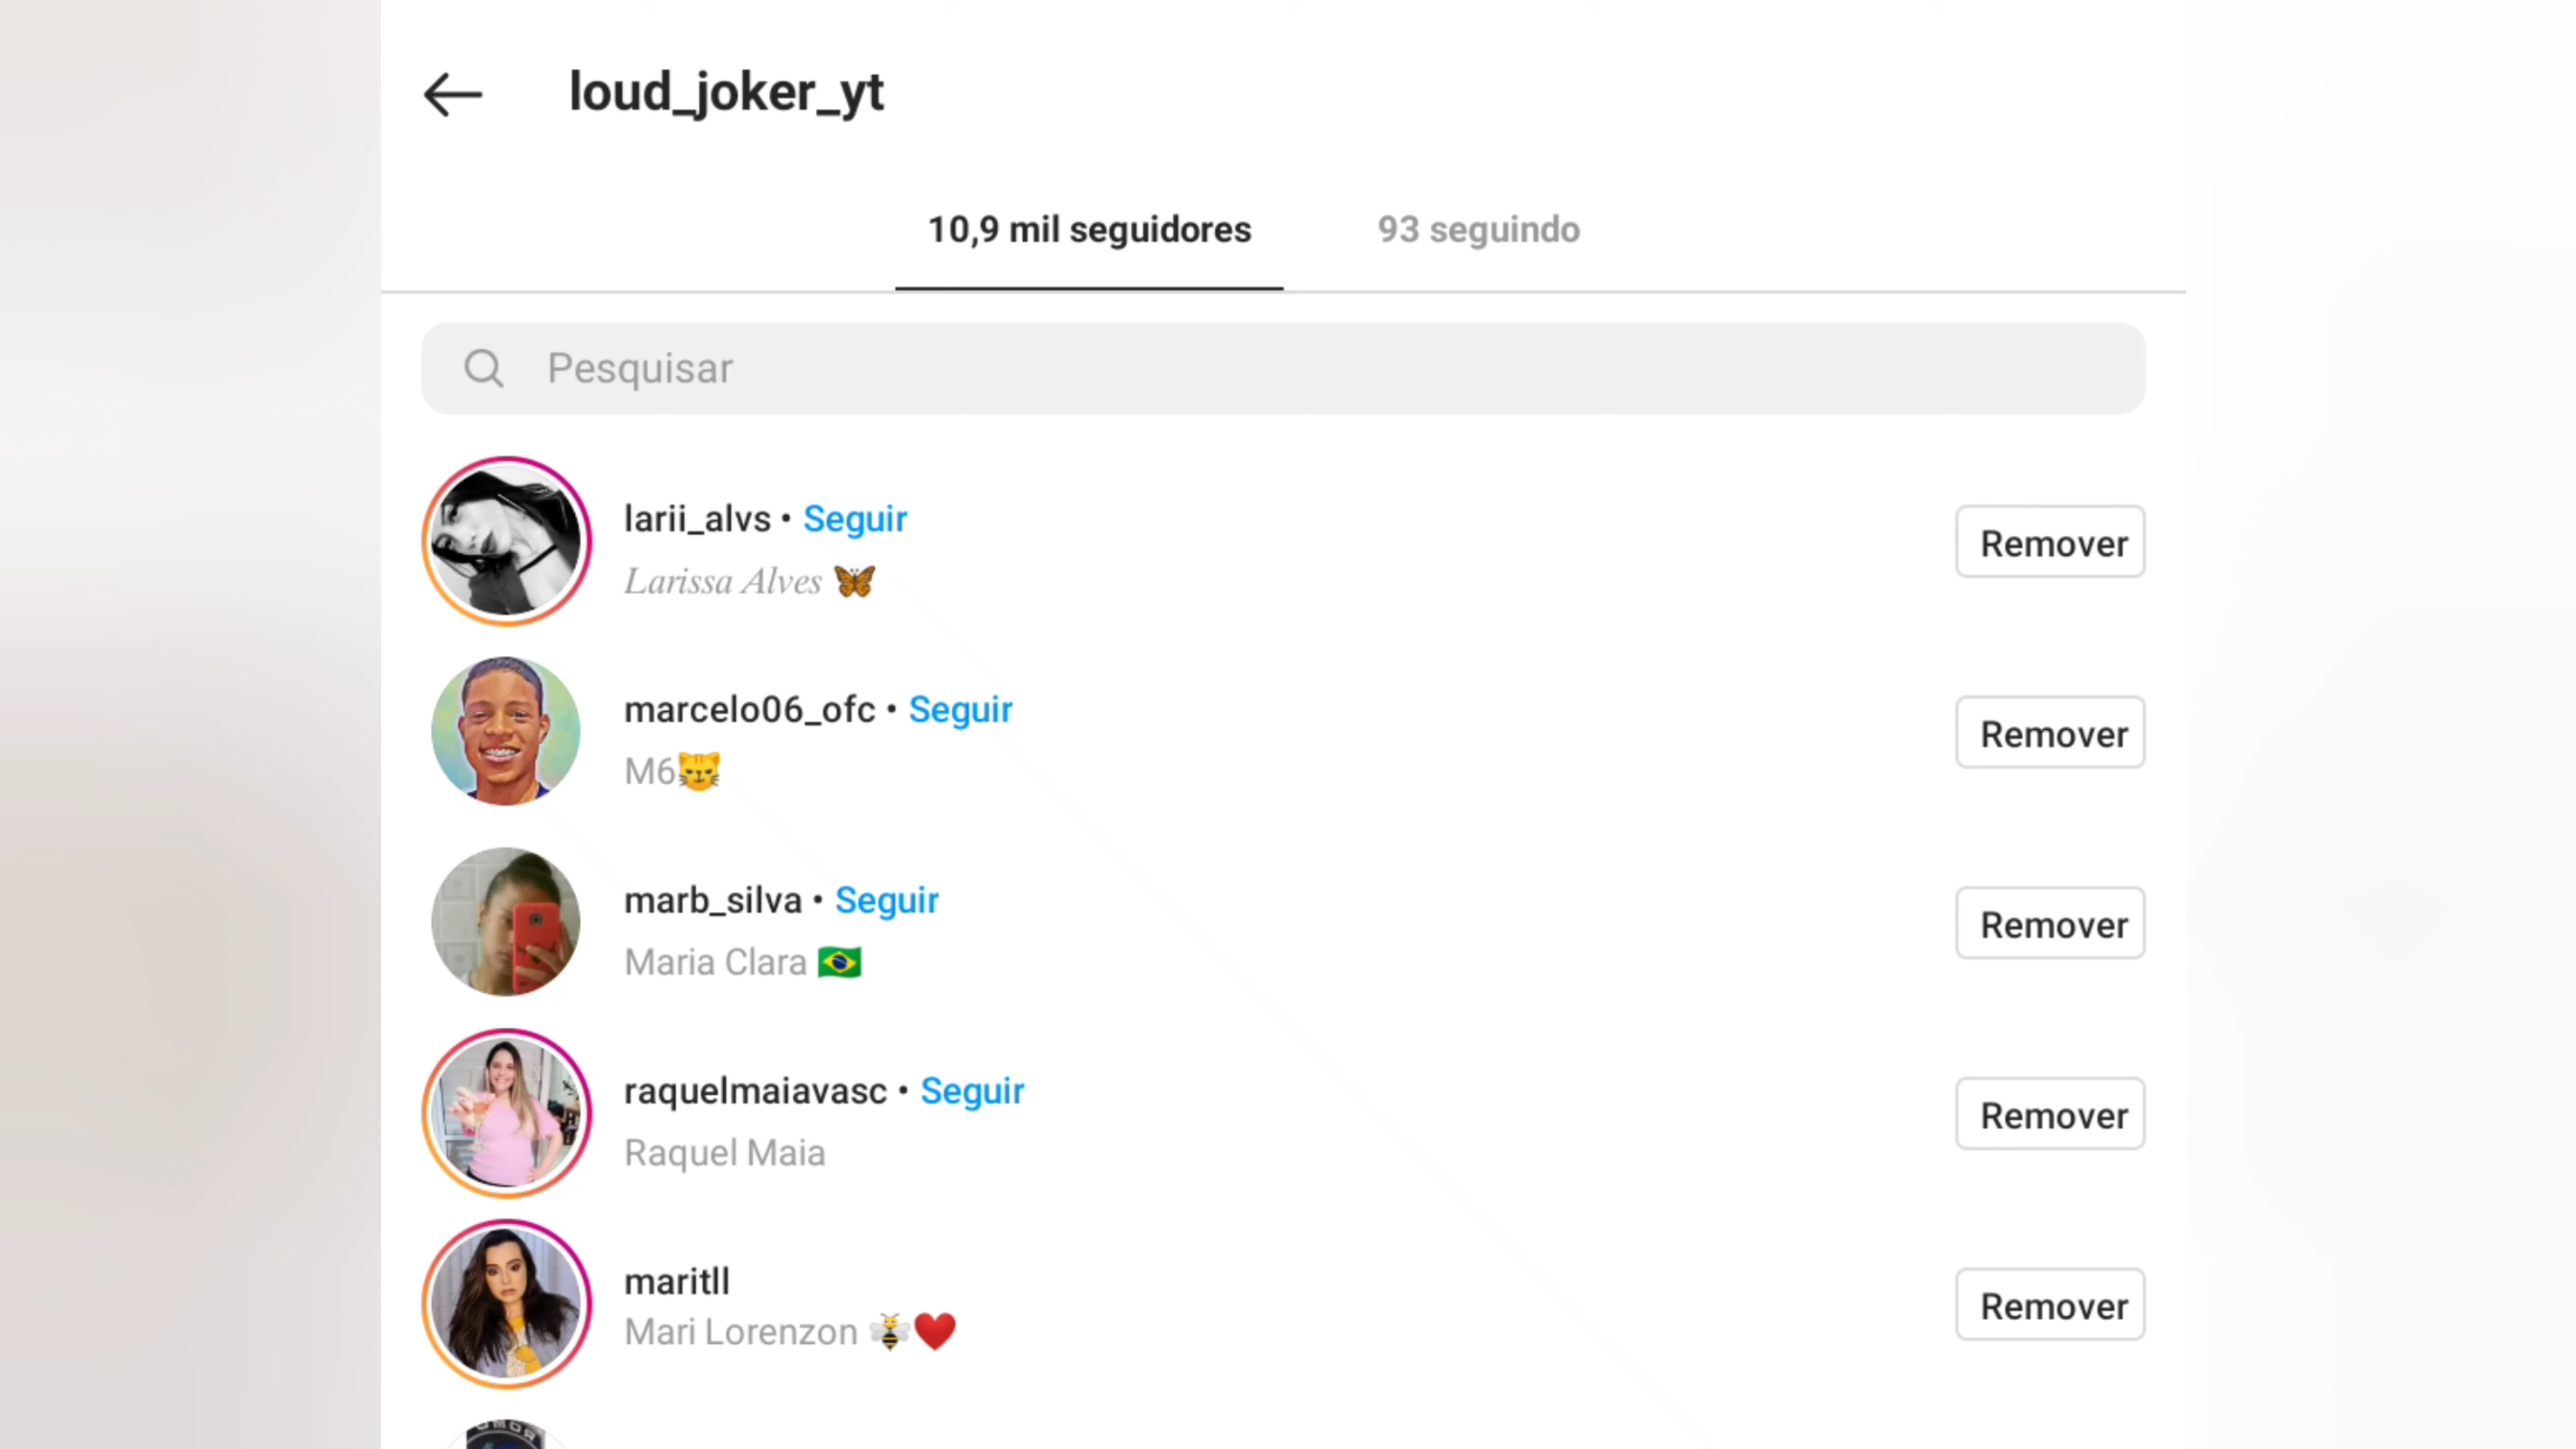 loud_joker_yt
10,9 mil seguidores 93 seguindo
Pesquisar
larii_alvs • Seguir
Remover
Larissa Alves 🦋
marcelo06_ofc • Seguir
Remover
M6😼
marb_silva • Seguir
Remover
Maria Clara 🇧🇷
raquelmaiavasc • Seguir
Remover
Raquel Maia
maritll
Remover
Mari Lorenzon 🐝❤️